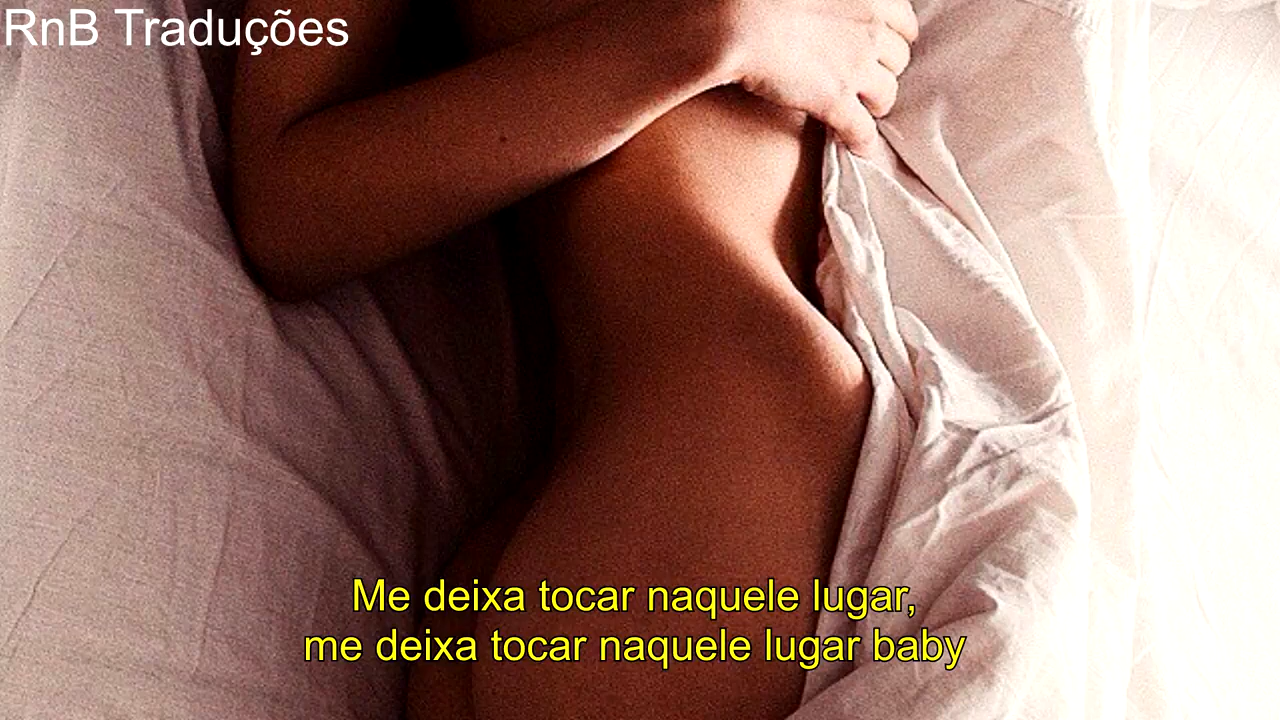 RnB Traduções
Me deixa tocar naquele lugar,
me deixa tocar naquele lugar baby